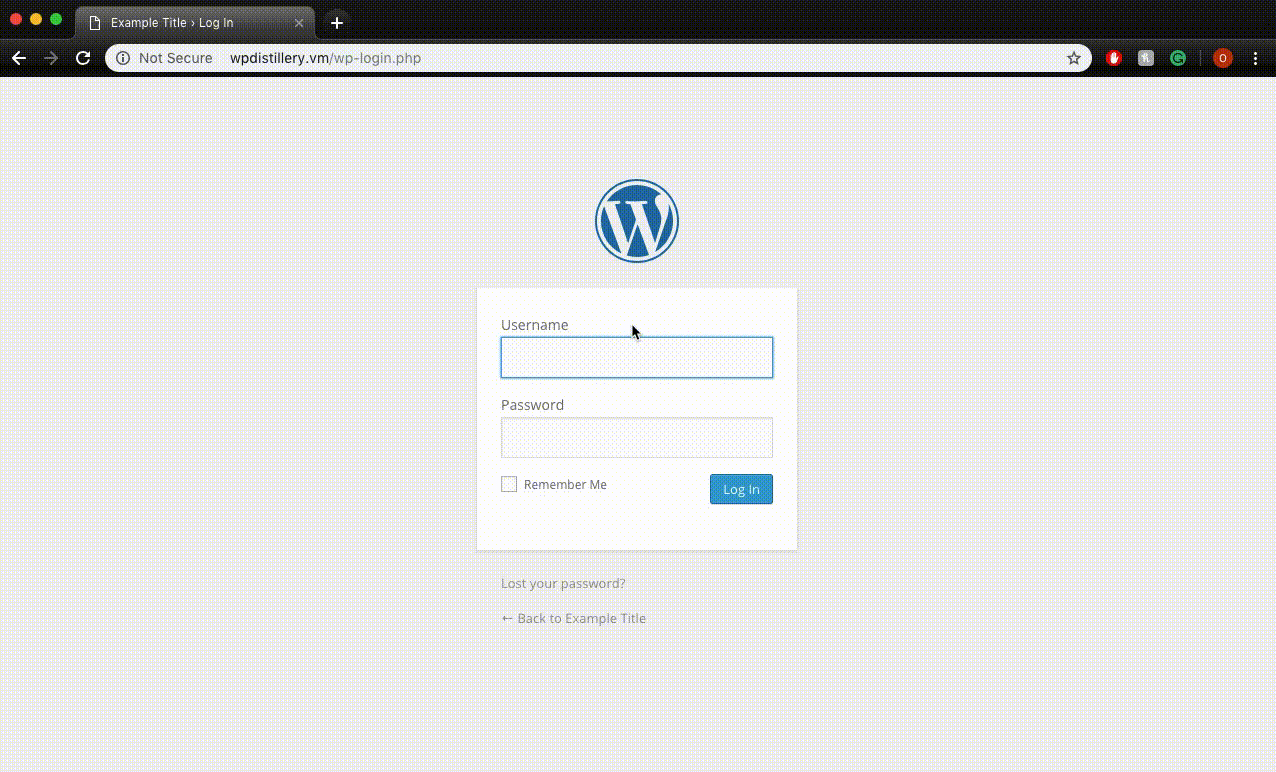 Example Title › Log In
Not Secure wpdistillery.vm/wp-login.php
O
W
Username
Password
Remember Me
Log In
Lost your password?
← Back to Example Title